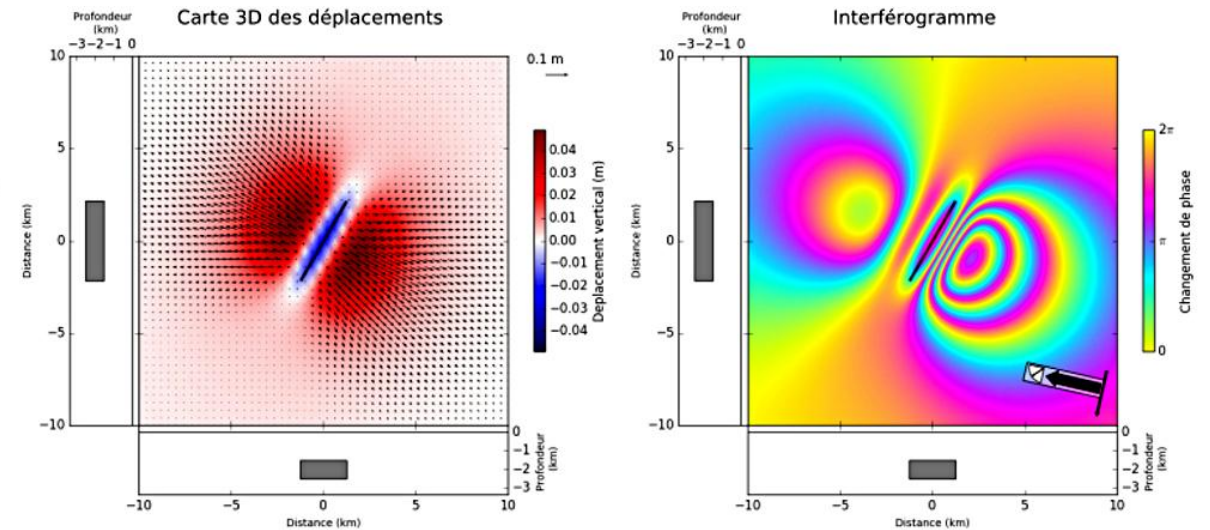 Carte 3D des déplacements
Profondeur
(km)
−3−2−1 0
10
5
0
−5
−10
Distance (km)
0.1 m
0.04
0.03
0.02
0.01
0.00
−0.01
−0.02
−0.03
−0.04
Deplacement vertical (m)
0
−1
−2
−3
Profondeur
(km)
−10
−5
0
5
10
Distance (km)
Interférogramme
Profondeur
(km)
−3−2−1 0
10
5
0
−5
−10
Distance (km)
2π
π
0
Changement de phase
0
−1
−2
−3
Profondeur
(km)
−10
−5
0
5
10
Distance (km)